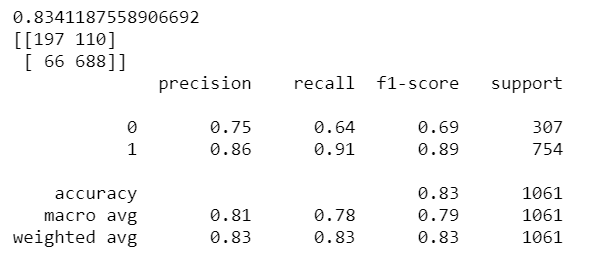 0.8341187558906692
[[197 110]
 [ 66 688]]
              precision    recall  f1-score   support

           0       0.75      0.64      0.69       307
           1       0.86      0.91      0.89       754

    accuracy                           0.83      1061
   macro avg       0.81      0.78      0.79      1061
weighted avg       0.83      0.83      0.83      1061